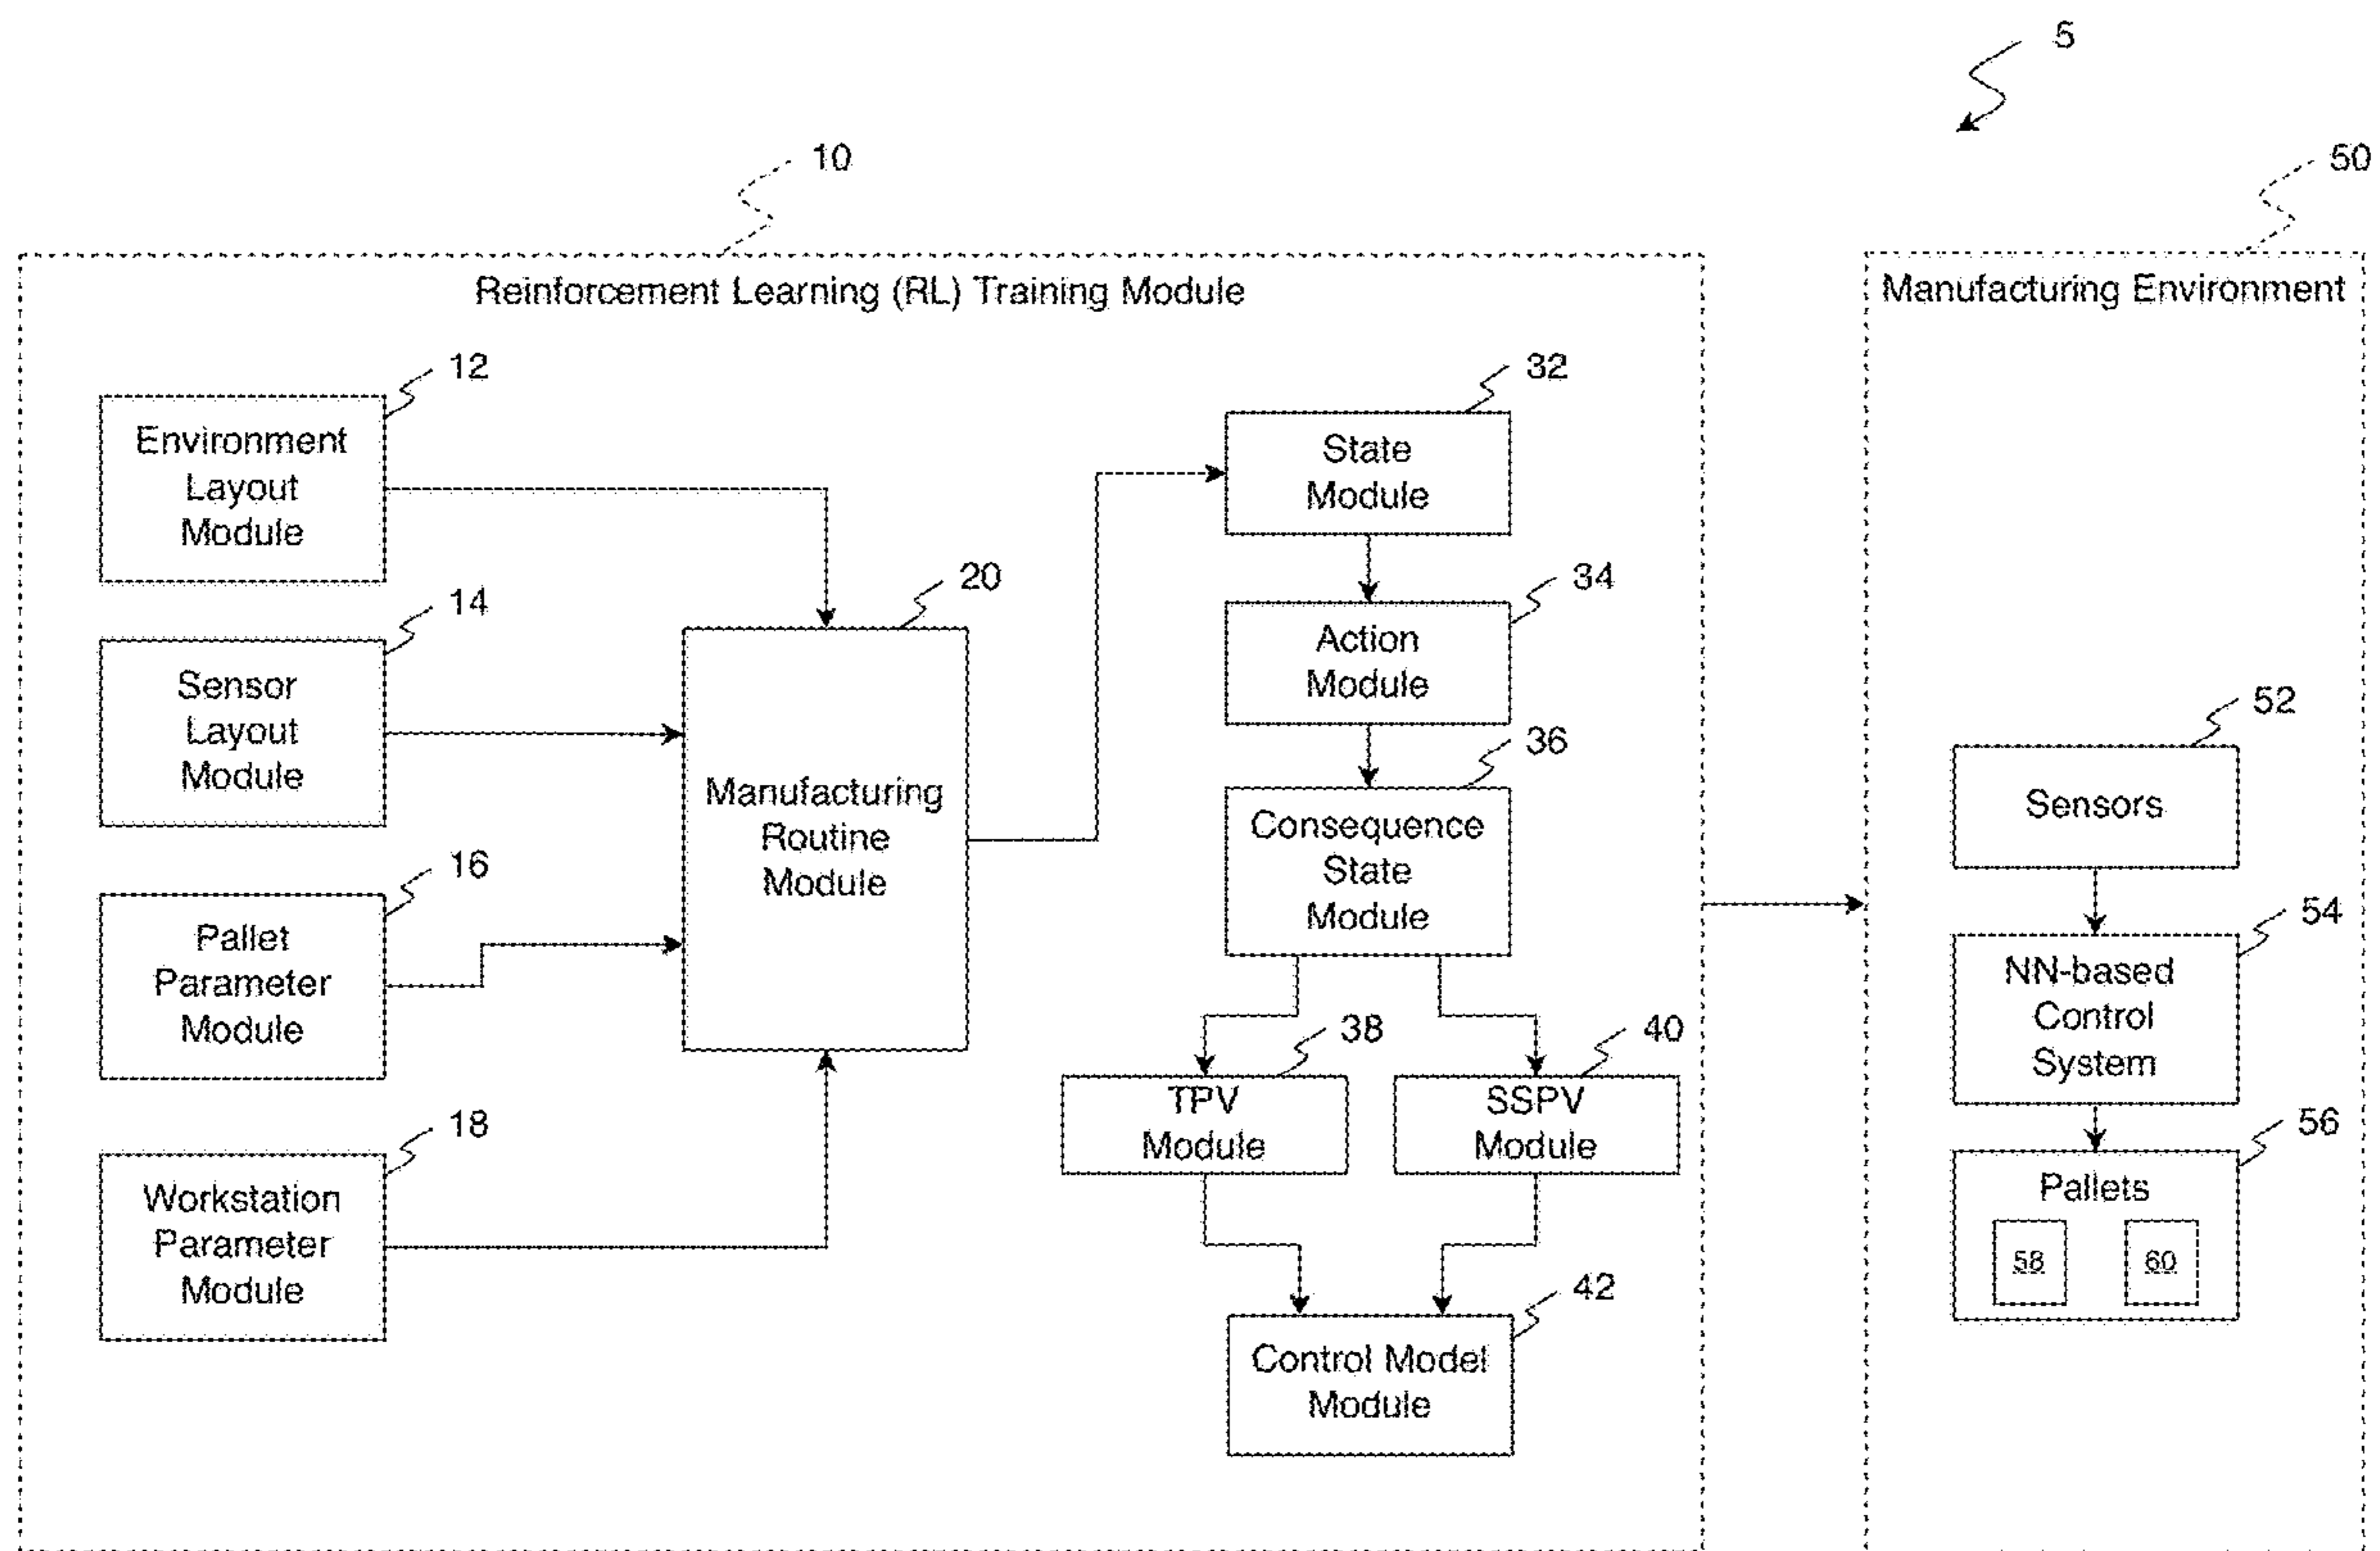 5
10
50
Reinforcement Learning (RL) Training Module
Manufacturing Environment
12
Environment
Layout
Module
14
Sensor
Layout
Module
16
Pallet
Parameter
Module
18
Workstation
Parameter
Module
20
Manufacturing
Routine
Module
32
State
Module
34
Action
Module
36
Consequence
State
Module
38
TPV
Module
40
SSPV
Module
42
Control Model
Module
52
Sensors
54
NN-based
Control
System
56
Pallets
58
60